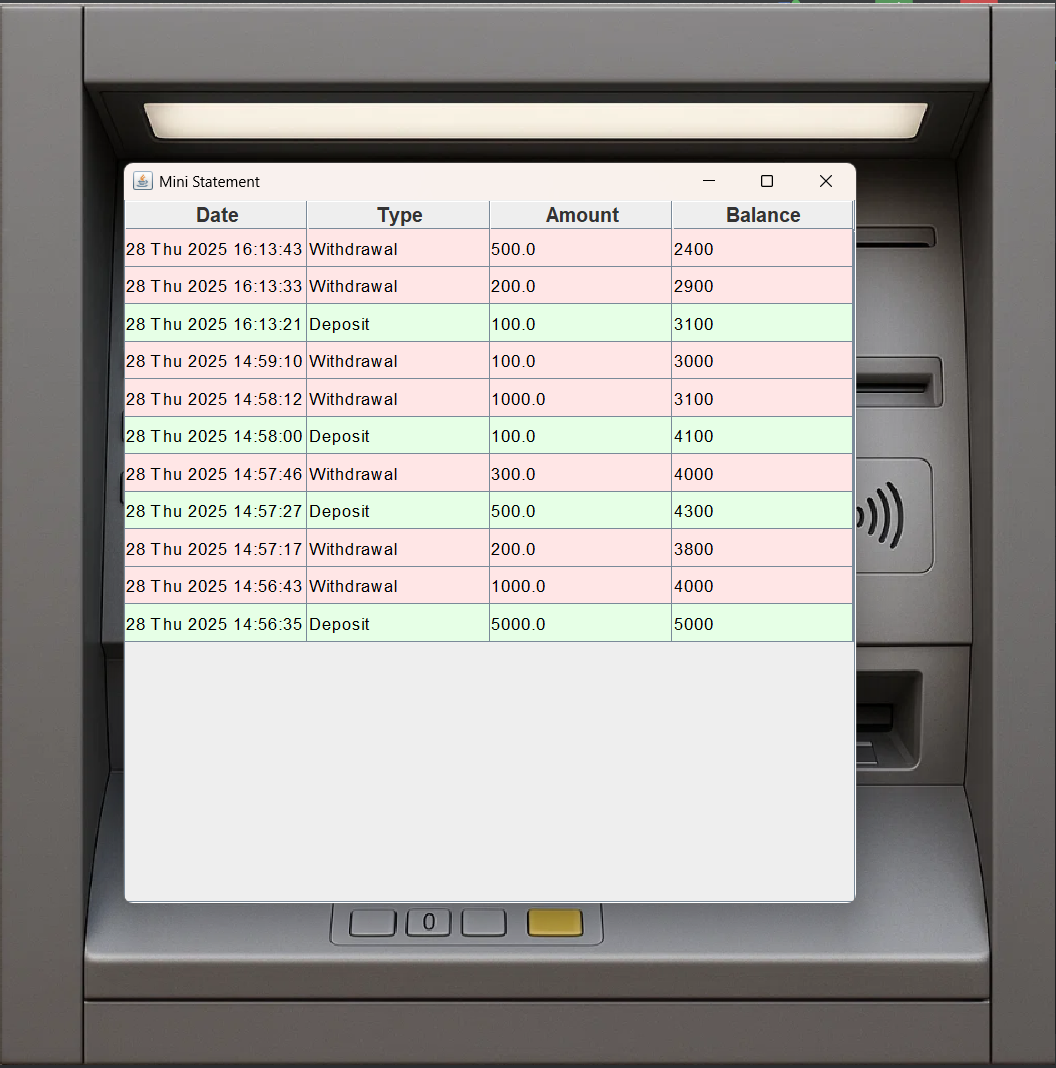 Mini Statement
Date Type Amount Balance
28 Thu 2025 16:13:43 Withdrawal 500.0 2400
28 Thu 2025 16:13:33 Withdrawal 200.0 2900
28 Thu 2025 16:13:21 Deposit 100.0 3100
28 Thu 2025 14:59:10 Withdrawal 100.0 3000
28 Thu 2025 14:58:12 Withdrawal 1000.0 3100
28 Thu 2025 14:58:00 Deposit 100.0 4100
28 Thu 2025 14:57:46 Withdrawal 300.0 4000
28 Thu 2025 14:57:27 Deposit 500.0 4300
28 Thu 2025 14:57:17 Withdrawal 200.0 3800
28 Thu 2025 14:56:43 Withdrawal 1000.0 4000
28 Thu 2025 14:56:35 Deposit 5000.0 5000
0